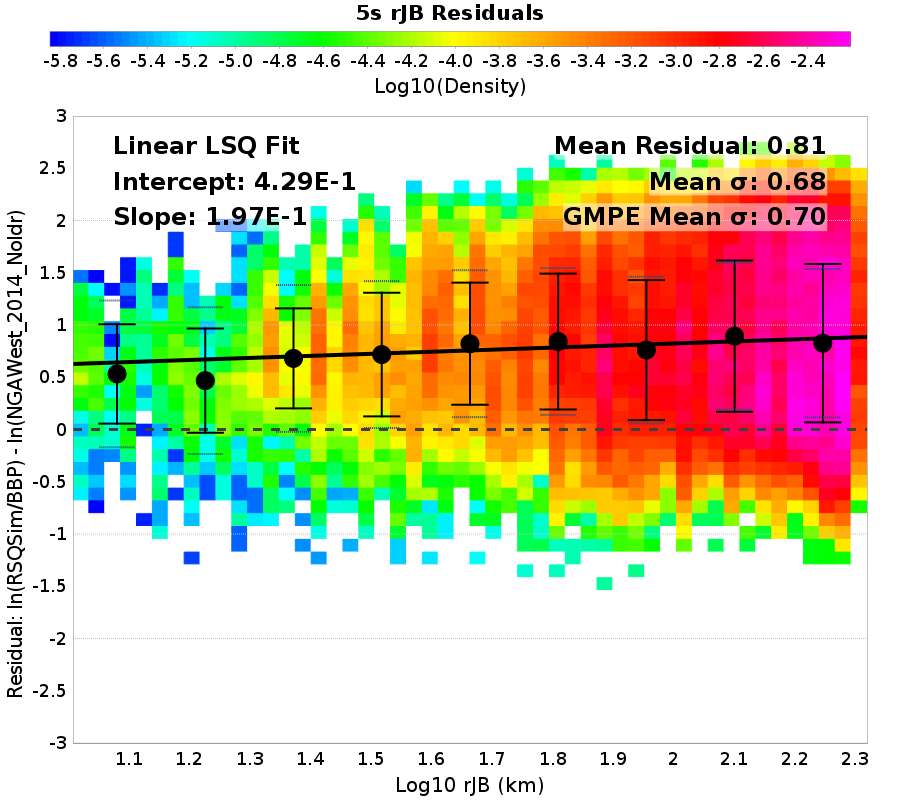 5s rJB Residuals
-5.8 -5.6 -5.4 -5.2 -5.0 -4.8 -4.6 -4.4 -4.2 -4.0 -3.8 -3.6 -3.4 -3.2 -3.0 -2.8 -2.6 -2.4
Log10(Density)
Linear LSQ Fit
Intercept: 4.29E-1
Slope: 1.97E-1
Mean Residual: 0.81
Mean σ: 0.68
GMPE Mean σ: 0.70
Residual: ln(RSQSim/BBP) - ln(NGAWest_2014_NoIdr)
3
2.5
2
1.5
1
0.5
0
-0.5
-1
-1.5
-2
-2.5
-3
1.1 1.2 1.3 1.4 1.5 1.6 1.7 1.8 1.9 2 2.1 2.2 2.3
Log10 rJB (km)